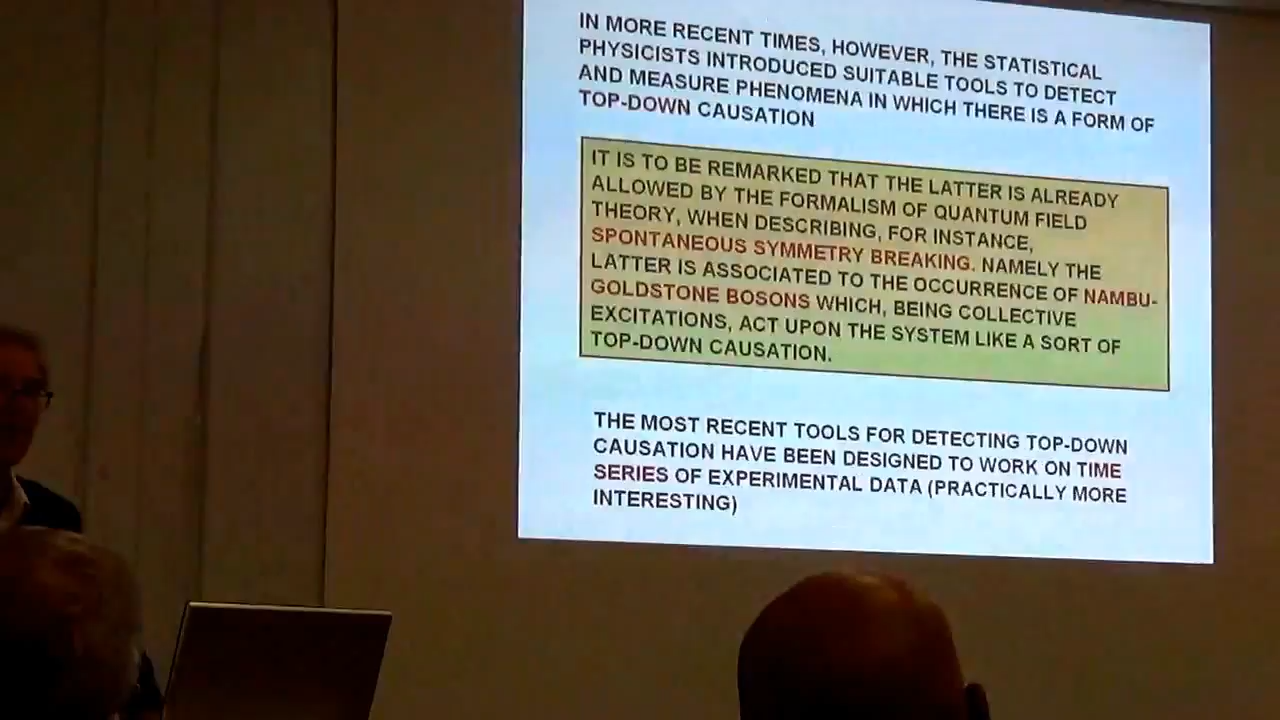 IN MORE RECENT TIMES, HOWEVER, THE STATISTICAL
PHYSICISTS INTRODUCED SUITABLE TOOLS TO DETECT
AND MEASURE PHENOMENA IN WHICH THERE IS A FORM OF
TOP-DOWN CAUSATION
IT IS TO BE REMARKED THAT THE LATTER IS ALREADY
ALLOWED BY THE FORMALISM OF QUANTUM FIELD
THEORY, WHEN DESCRIBING, FOR INSTANCE,
SPONTANEOUS SYMMETRY BREAKING. NAMELY THE
LATTER IS ASSOCIATED TO THE OCCURRENCE OF NAMBU-
GOLDSTONE BOSONS WHICH, BEING COLLECTIVE
EXCITATIONS, ACT UPON THE SYSTEM LIKE A SORT OF
TOP-DOWN CAUSATION.
THE MOST RECENT TOOLS FOR DETECTING TOP-DOWN
CAUSATION HAVE BEEN DESIGNED TO WORK ON TIME
SERIES OF EXPERIMENTAL DATA (PRACTICALLY MORE
INTERESTING)